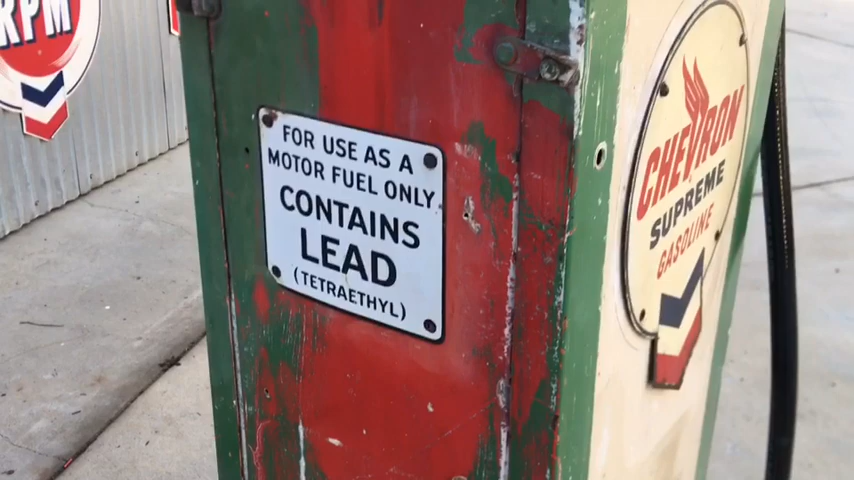 RPM
FOR USE AS A
MOTOR FUEL ONLY
CONTAINS
LEAD
(TETRAETHYL)
CHEVRON
SUPREME
GASOLINE